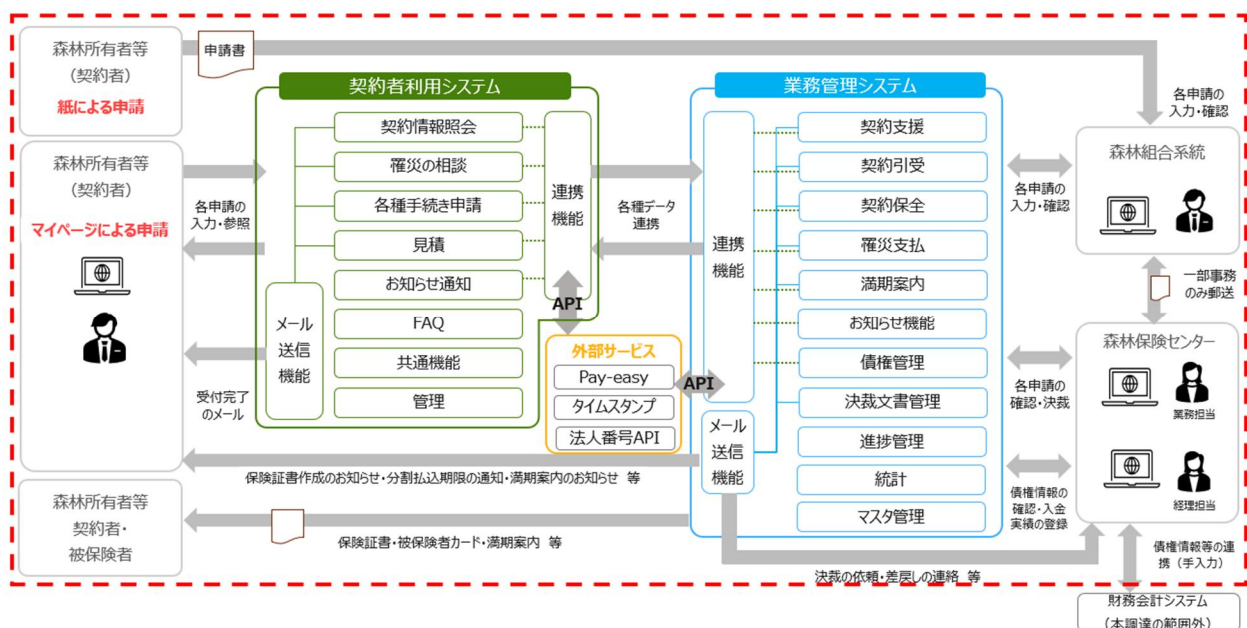 森林所有者等
(契約者)
紙による申請
申請書
各申請の
入力・確認
森林所有者等
(契約者)
マイページによる申請
各申請の
入力・参照
受付完了
のメール
契約者利用システム
契約情報照会
罹災の相談
各種手続き申請
見積
お知らせ通知
FAQ
共通機能
管理
メール
送信
機能
連携
機能
API
外部サービス
Pay-easy
タイムスタンプ
法人番号API
API
各種データ
連携
業務管理システム
連携
機能
メール
送信
機能
契約支援
契約引受
契約保全
罹災支払
満期案内
お知らせ機能
債権管理
決裁文書管理
進捗管理
統計
マスタ管理
各申請の
入力・確認
森林組合系統
一部事務
のみ郵送
森林保険センター
業務担当
経理担当
各申請の
確認・決裁
債権情報の
確認・入金
実績の登録
保険証書作成のお知らせ・分割払込期限の通知・満期案内のお知らせ 等
森林所有者等
契約者・
被保険者
保険証書・被保険者カード・満期案内 等
決裁の依頼・差戻しの連絡 等
債権情報等の連
携（手入力）
財務会計システム
（本調達の範囲外）